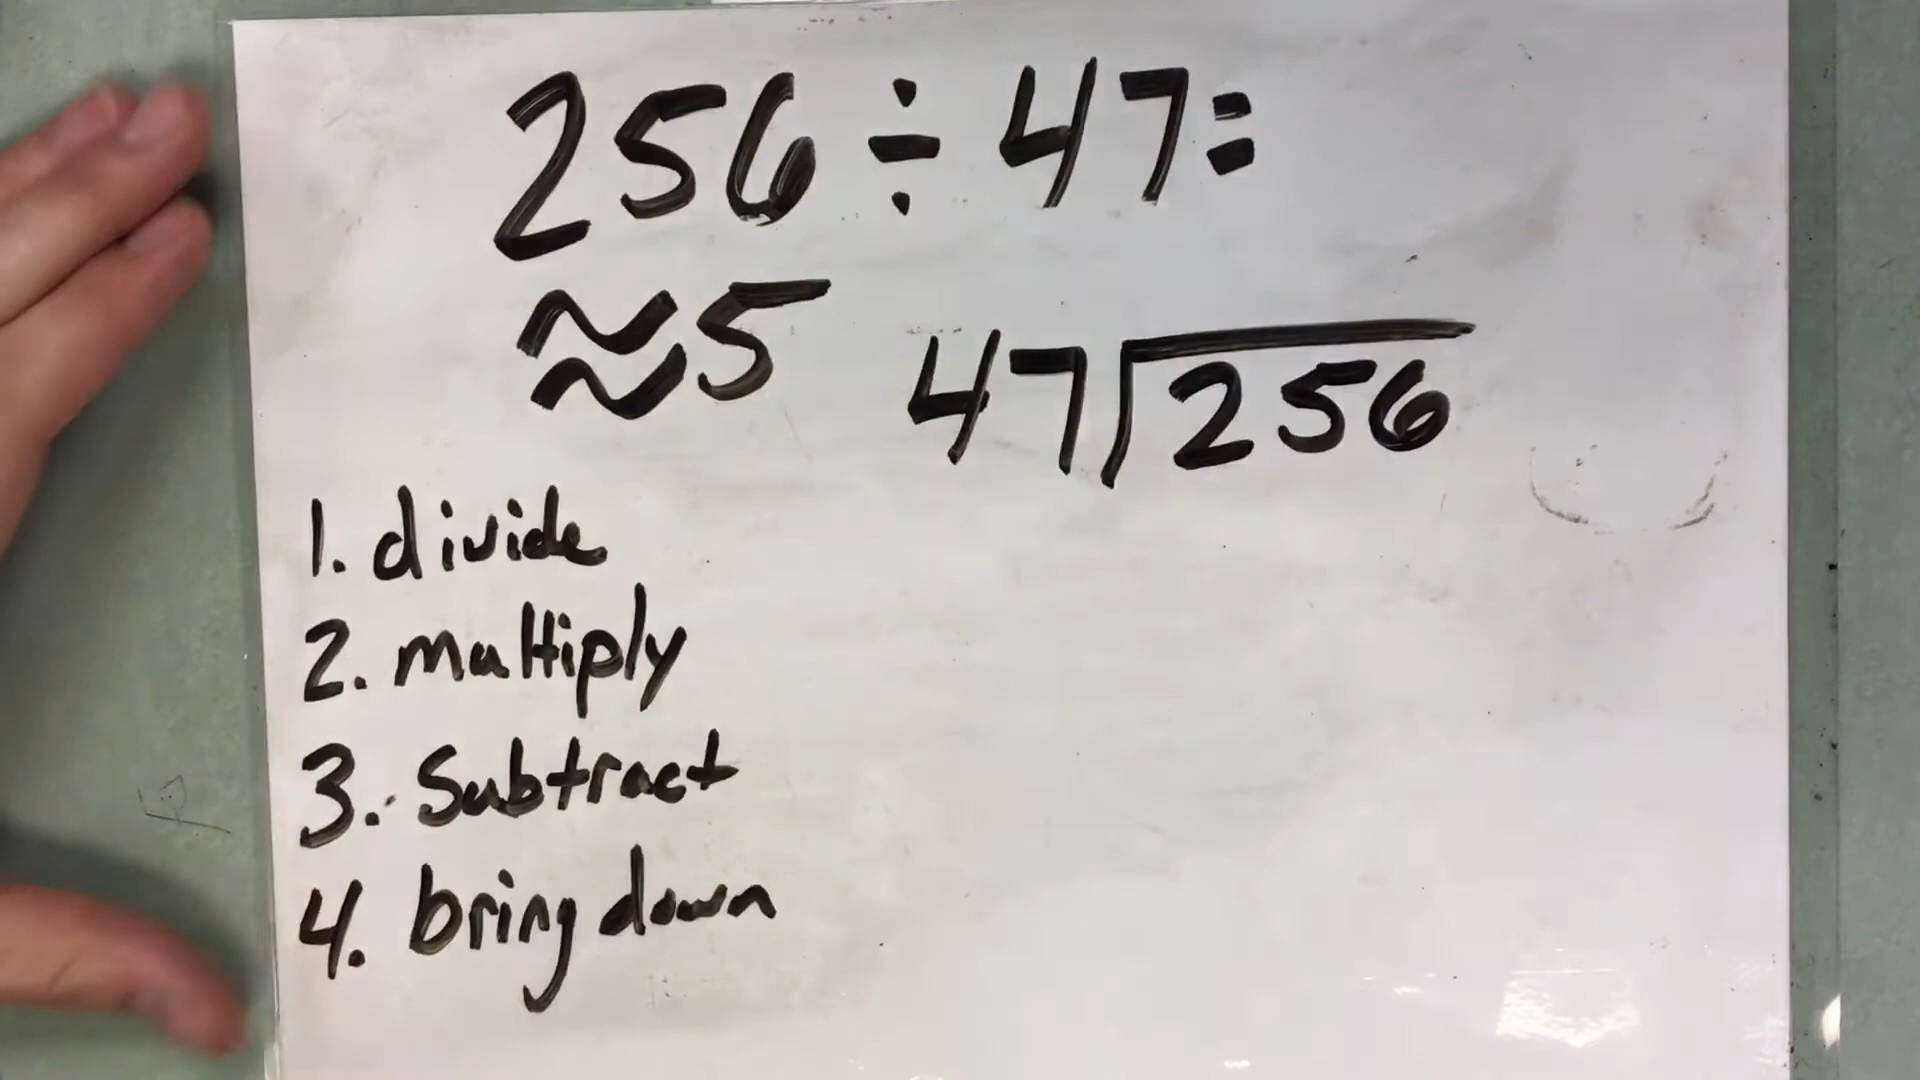 256 ÷ 47 =
≈ 5
47⟌256
1. divide
2. multiply
3. Subtract
4. bring down